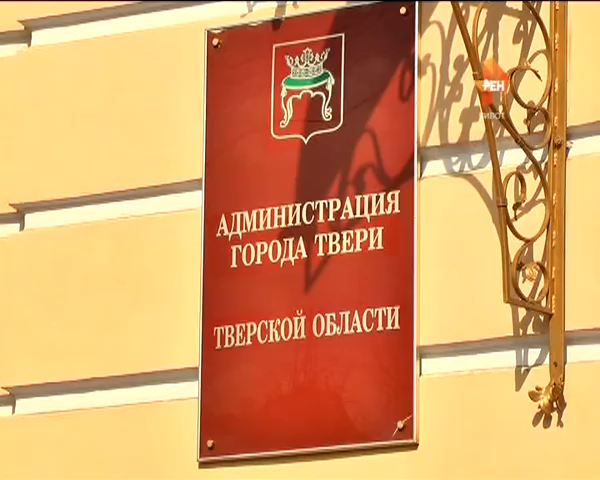 АДМИНИСТРАЦИЯ
ГОРОДА ТВЕРИ
ТВЕРСКОЙ ОБЛАСТИ
РЕН